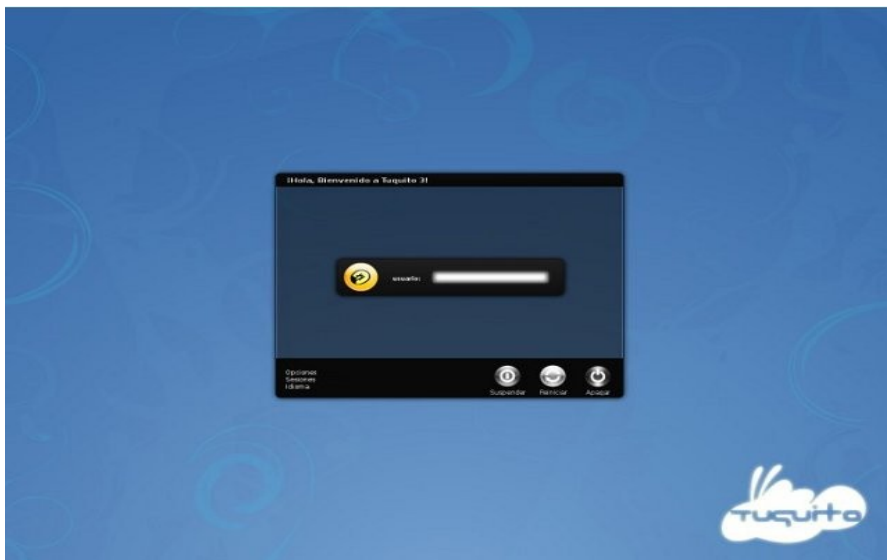 ¡Hola, Bienvenido a Tuquito 3!
usuario:
Opciones
Sesiones
Idioma
Suspender
Reiniciar
Apagar
Tuquito